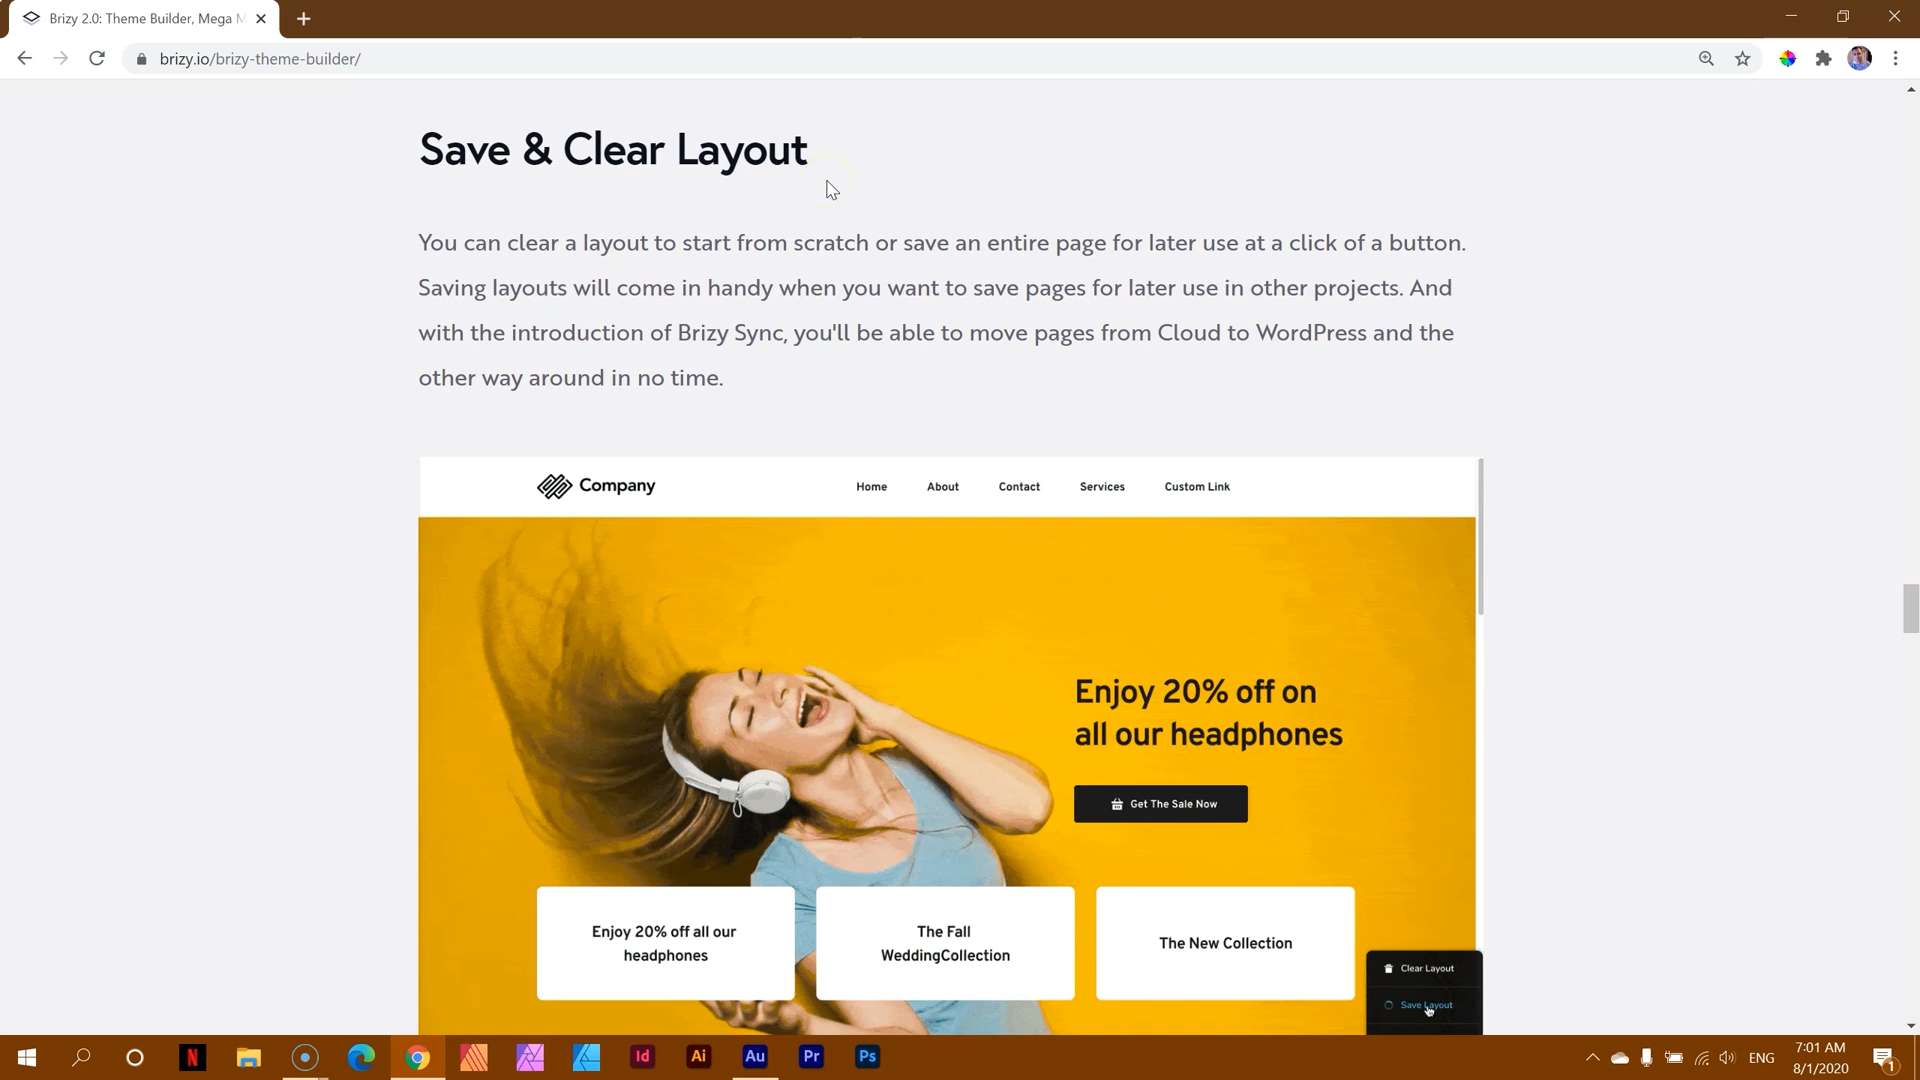 Brizy 2.0: Theme Builder, Mega M
brizy.io/brizy-theme-builder/
Save & Clear Layout
You can clear a layout to start from scratch or save an entire page for later use at a click of a button.
Saving layouts will come in handy when you want to save pages for later use in other projects. And
with the introduction of Brizy Sync, you'll be able to move pages from Cloud to WordPress and the
other way around in no time.
Company
Home About Contact Services Custom Link
Enjoy 20% off on
all our headphones
Get The Sale Now
Enjoy 20% off all our
headphones
The Fall
WeddingCollection
The New Collection
Clear Layout
Save Layout
N Id Ai Au Pr Ps
ENG
7:01 AM
8/1/2020
1